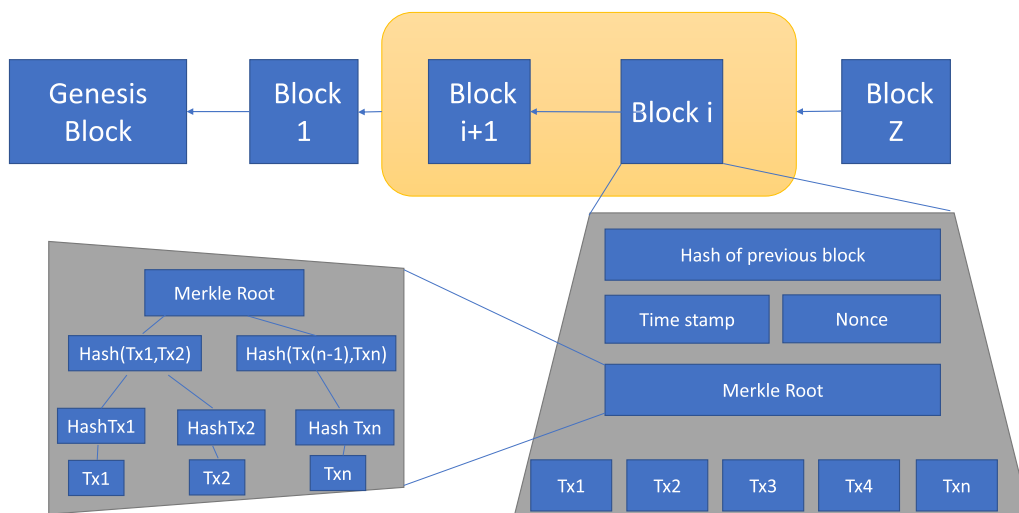 Genesis
Block
Block
1
Block
i+1
Block i
Block
Z
Hash of previous block
Time stamp
Nonce
Merkle Root
Tx1
Tx2
Tx3
Tx4
Txn
Merkle Root
Hash(Tx1,Tx2)
Hash(Tx(n-1),Txn)
HashTx1
HashTx2
Hash Txn
Tx1
Tx2
Txn